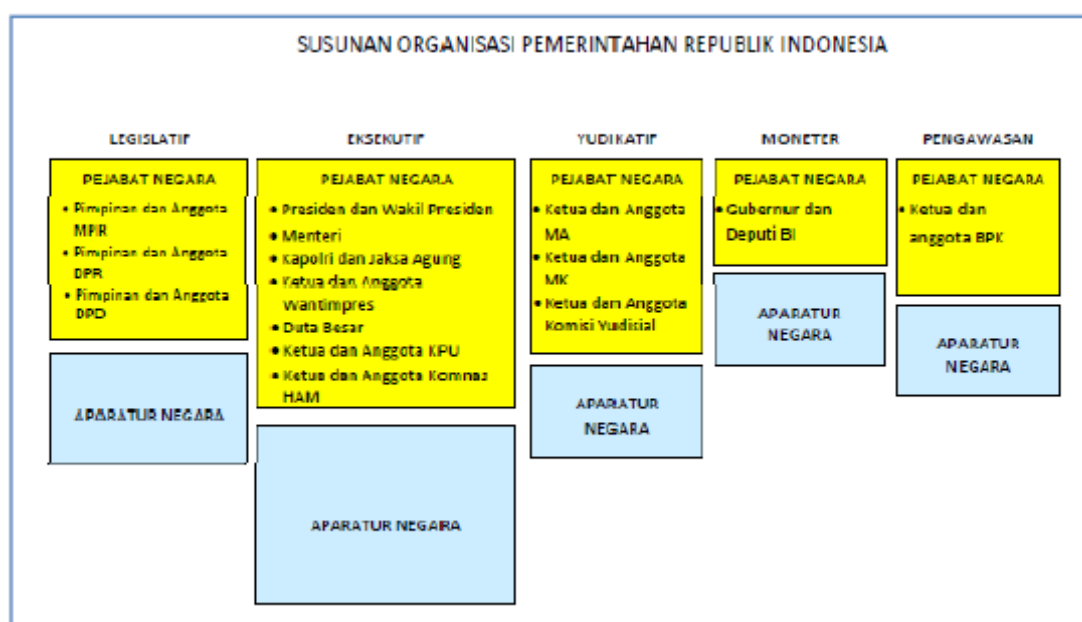 SUSUNAN ORGANISASI PEMERINTAHAN REPUBLIK INDONESIA
LEGISLATIF
PEJABAT NEGARA
• Pimpinan dan Anggota
MPR
• Pimpinan dan Anggota
DPR
• Pimpinan dan Anggota
DPD
APARATUR NEGARA
EKSEKUTIF
PEJABAT NEGARA
• Presiden dan Wakil Presiden
• Menteri
• Kapolri dan Jaksa Agung
• Ketua dan Anggota
Wantimpres
• Duta Besar
• Ketua dan Anggota KPU
• Ketua dan Anggota Komnas
HAM
APARATUR NEGARA
YUDIKATIF
PEJABAT NEGARA
• Ketua dan Anggota
MA
• Ketua dan Anggota
MK
• Ketua dan Anggota
Komisi Yudisial
APARATUR
NEGARA
MONETER
PEJABAT NEGARA
• Gubernur dan
Deputi BI
APARATUR
NEGARA
PENGAWASAN
PEJABAT NEGARA
• Ketua dan
anggota BPK
APARATUR
NEGARA